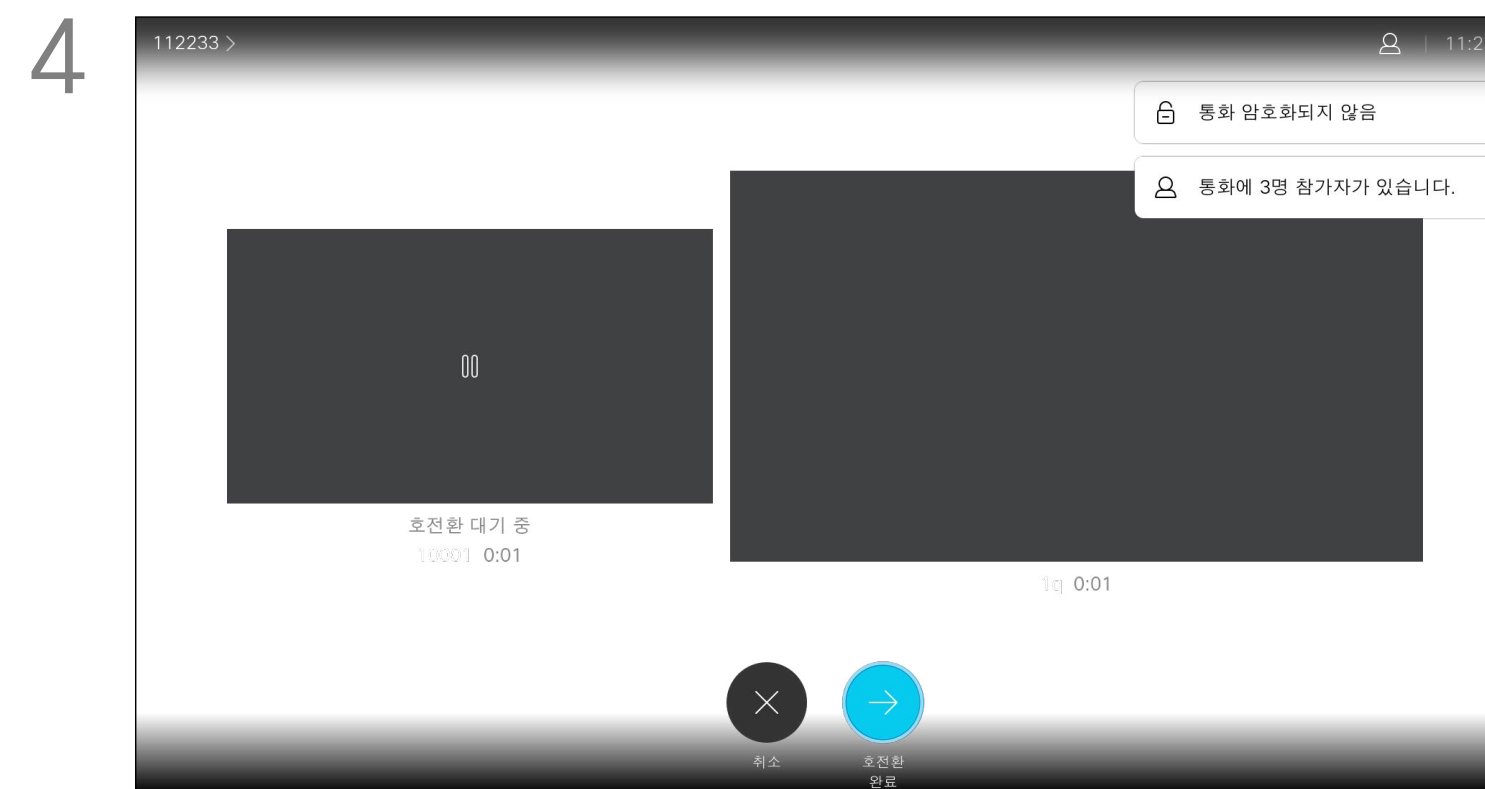 4
112233 >
11:2
통화 암호화되지 않음
통화에 3명 참가자가 있습니다.
호전환 대기 중
10001 0:01
1q 0:01
취소
호전환
완료